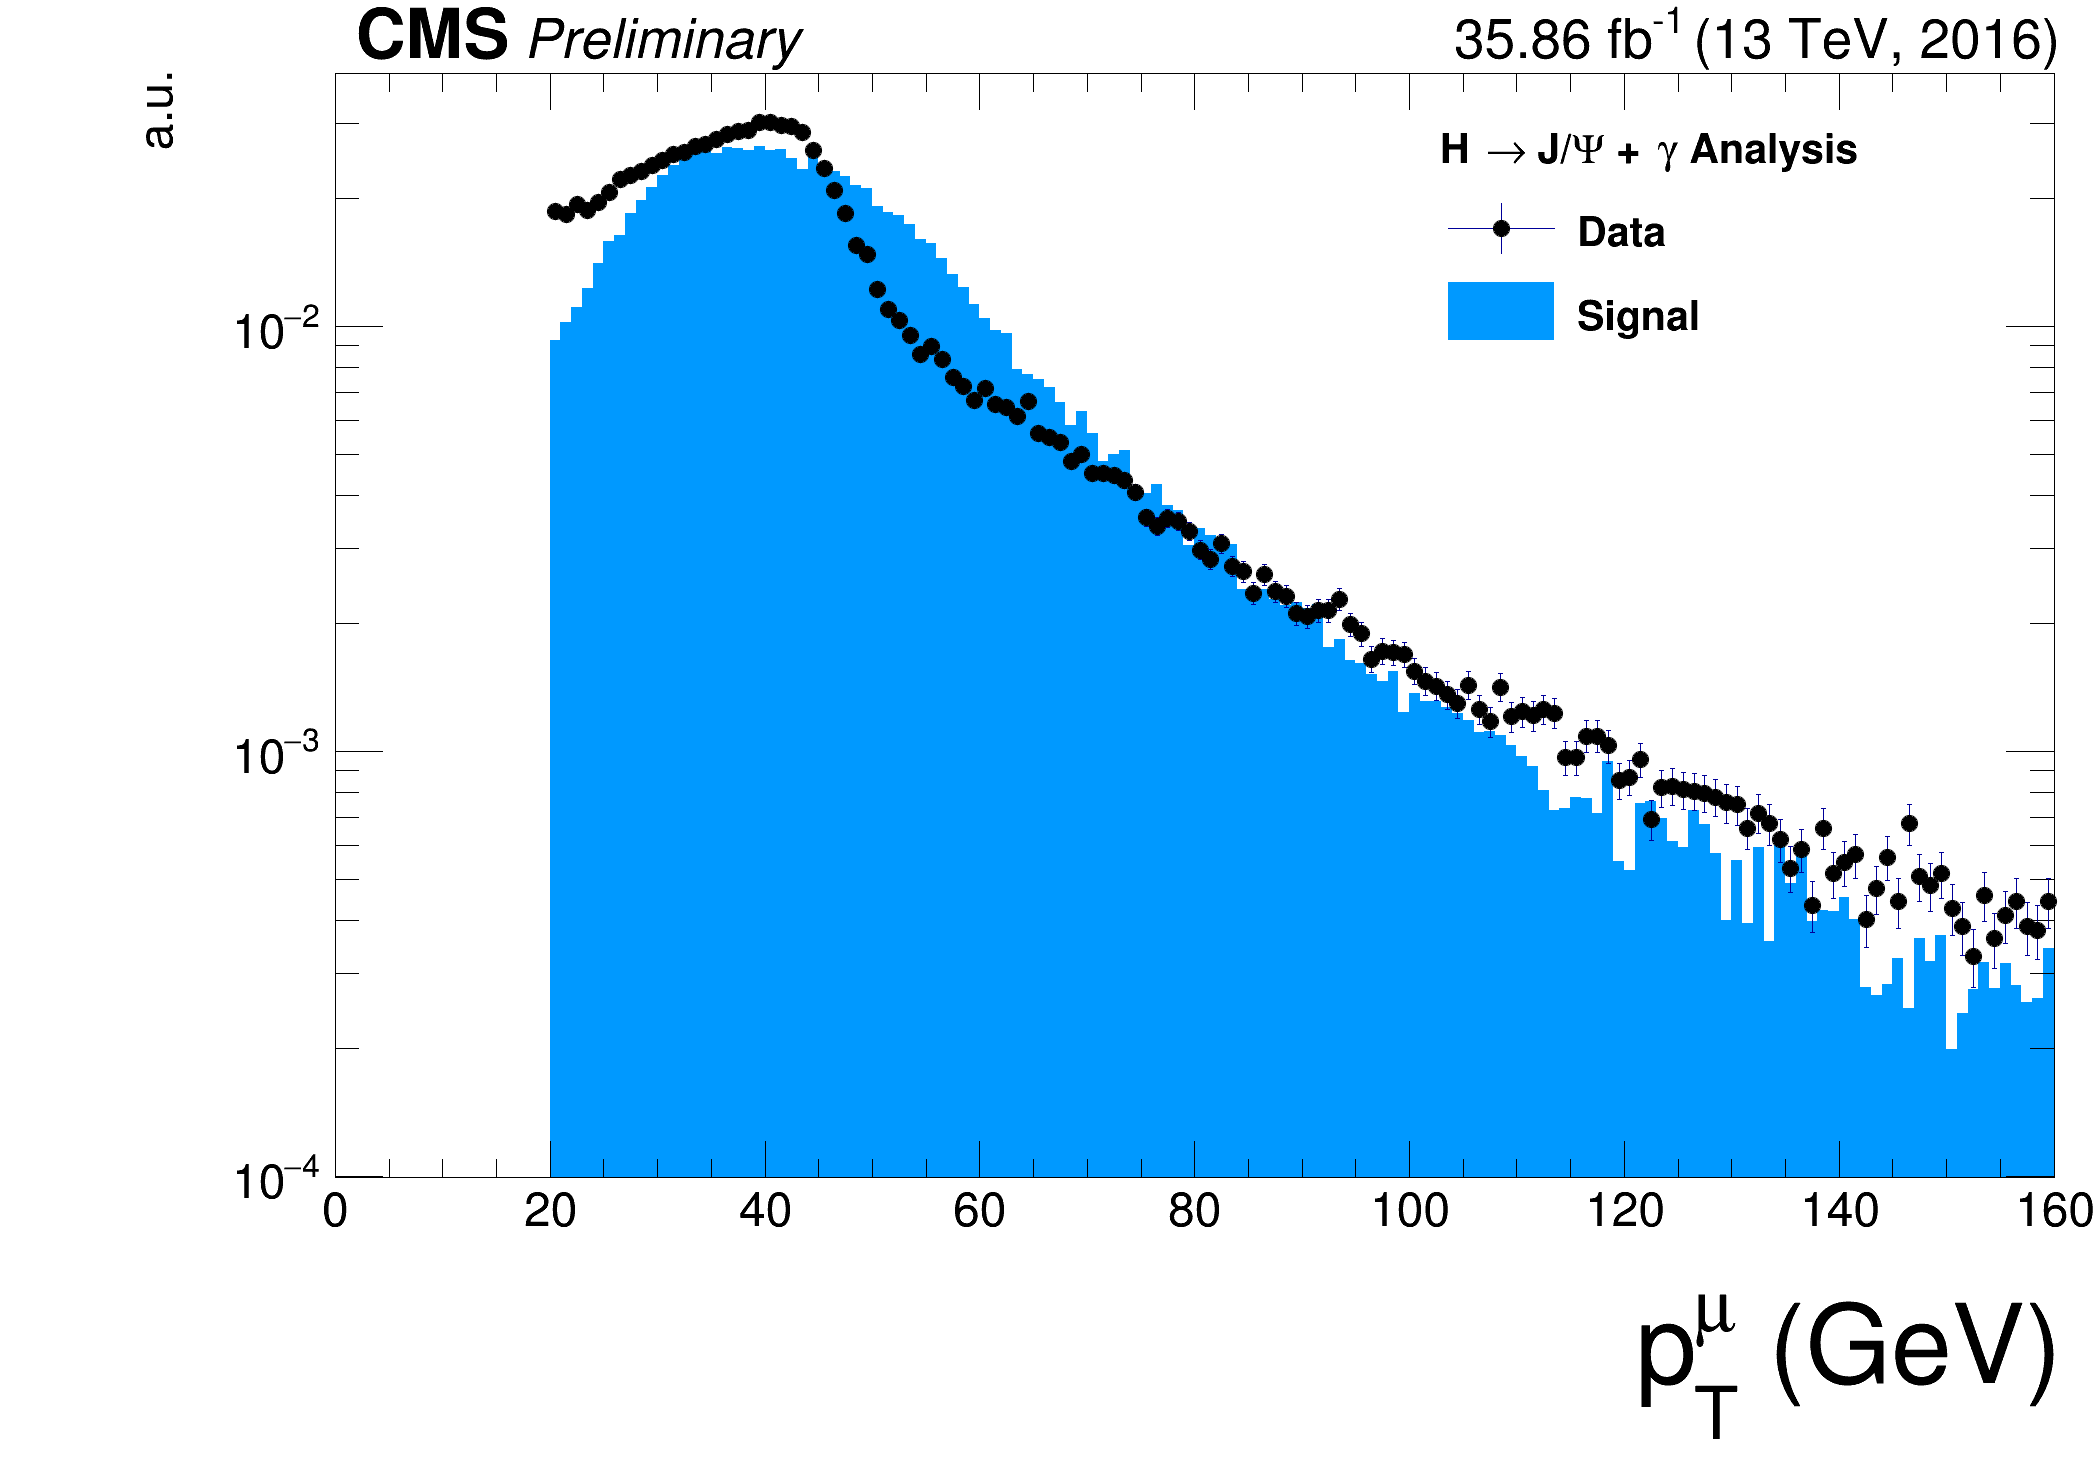 CMS Preliminary
35.86 fb⁻¹ (13 TeV, 2016)
a.u.
H → J/Ψ + γ Analysis
Data
Signal
10⁻²
10⁻³
10⁻⁴
0 20 40 60 80 100 120 140 160
p_T^μ (GeV)